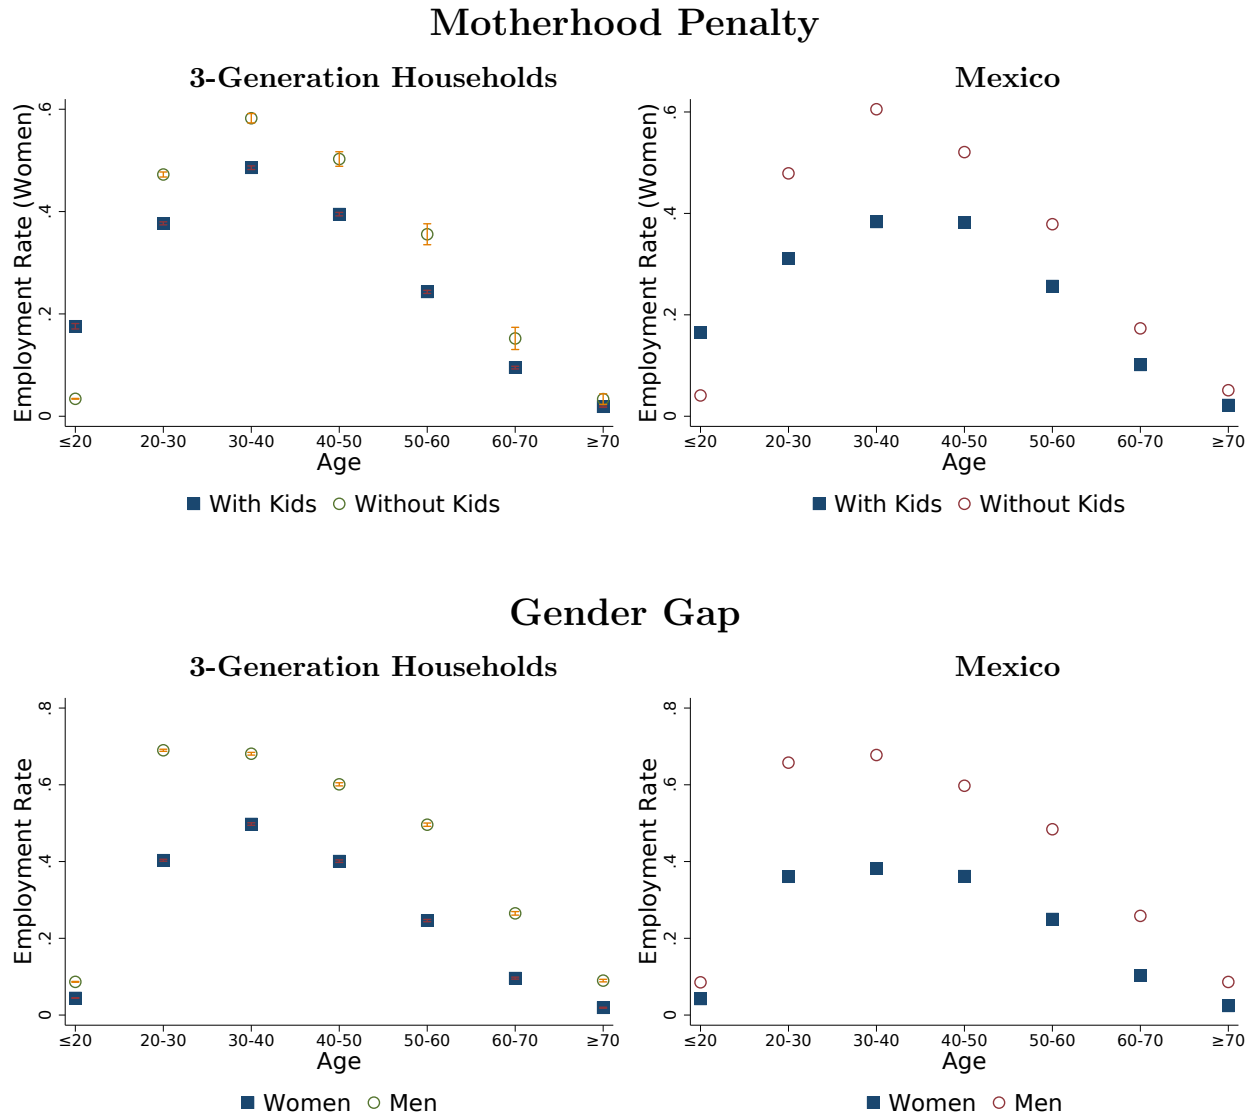 Motherhood Penalty
3-Generation Households
Employment Rate (Women)
.6
.4
.2
0
≤20 20-30 30-40 40-50 50-60 60-70 ≥70
Age
With Kids Without Kids
Mexico
Employment Rate (Women)
.6
.4
.2
0
≤20 20-30 30-40 40-50 50-60 60-70 ≥70
Age
With Kids Without Kids
Gender Gap
3-Generation Households
Employment Rate
.8
.6
.4
.2
0
≤20 20-30 30-40 40-50 50-60 60-70 ≥70
Age
Women Men
Mexico
Employment Rate
.8
.6
.4
.2
0
≤20 20-30 30-40 40-50 50-60 60-70 ≥70
Age
Women Men